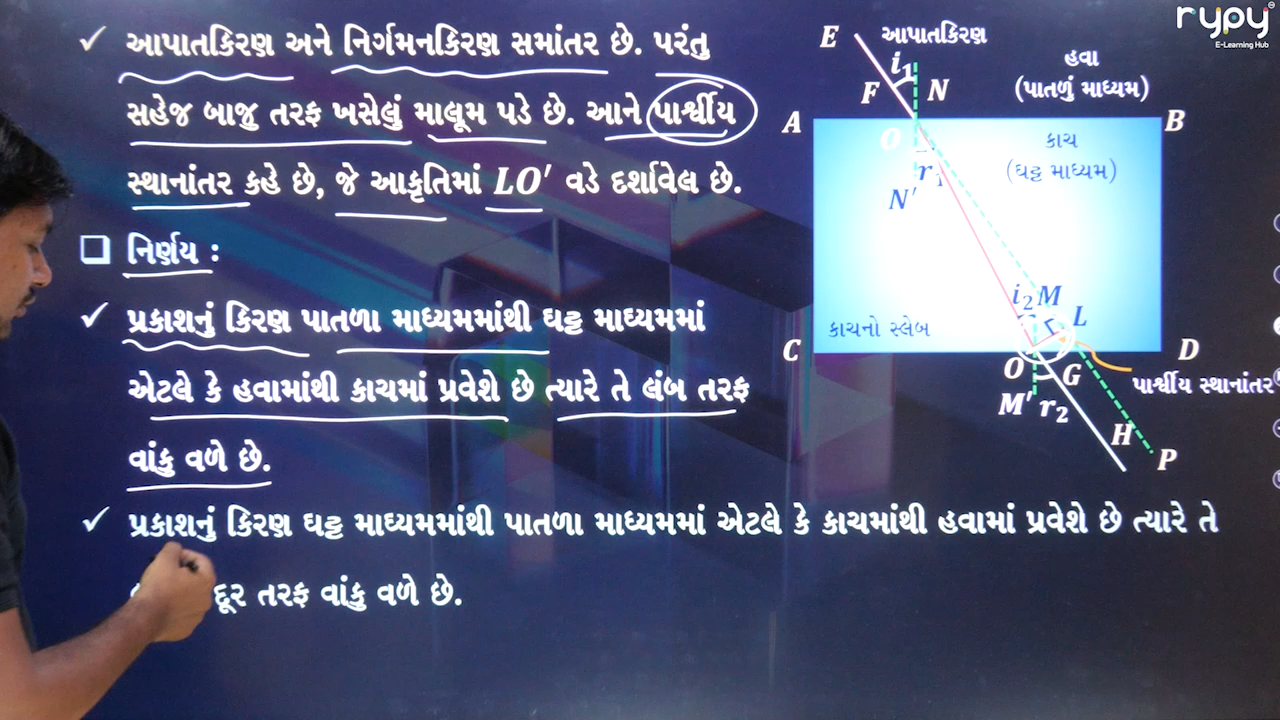 ✓ આપાતકિરણ અને નિર્ગમનકિરણ સમાંતર છે. પરંતુ
સહેજ બાજુ તરફ ખસેલું માલૂમ પડે છે. આને પાર્શ્વીય
સ્થાનાંતર કહે છે, જે આકૃતિમાં LO' વડે દર્શાવેલ છે.
❑ નિર્ણય :
✓ પ્રકાશનું કિરણ પાતળા માધ્યમમાંથી ઘટ્ટ માધ્યમમાં
એટલે કે હવામાંથી કાચમાં પ્રવેશે છે ત્યારે તે લંબ તરફ
વાંકુ વળે છે.
✓ પ્રકાશનું કિરણ ઘટ્ટ માધ્યમમાંથી પાતળા માધ્યમમાં એટલે કે કાચમાંથી હવામાં પ્રવેશે છે ત્યારે તે
દૂર તરફ વાંકુ વળે છે.
rypy
E-Learning Hub
E
આપાતકિરણ
હવા
(પાતળું માધ્યમ)
i₁
F
N
A
B
O
કાચ
(ઘટ્ટ માધ્યમ)
r₁
N'
i₂
M
L
કાચનો સ્લેબ
C
D
O
G
પાર્શ્વીય સ્થાનાંતર
M'
r₂
H
P